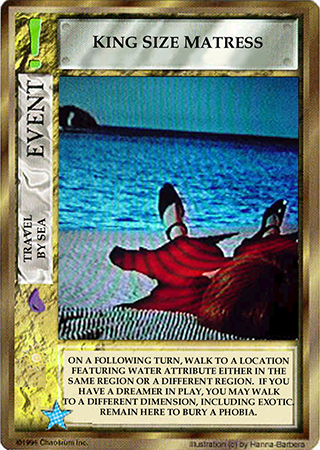 KING SIZE MATRESS
EVENT
TRAVEL
BY SEA
ON A FOLLOWING TURN, WALK TO A LOCATION
FEATURING WATER ATTRIBUTE EITHER IN THE
SAME REGION OR A DIFFERENT REGION. IF YOU
HAVE A DREAMER IN PLAY, YOU MAY WALK
TO A DIFFERENT DIMENSION, INCLUDING EXOTIC.
REMAIN HERE TO BURY A PHOBIA.
©1996 Chaosium Inc.
Illustration (c) by Hanna-Barbera